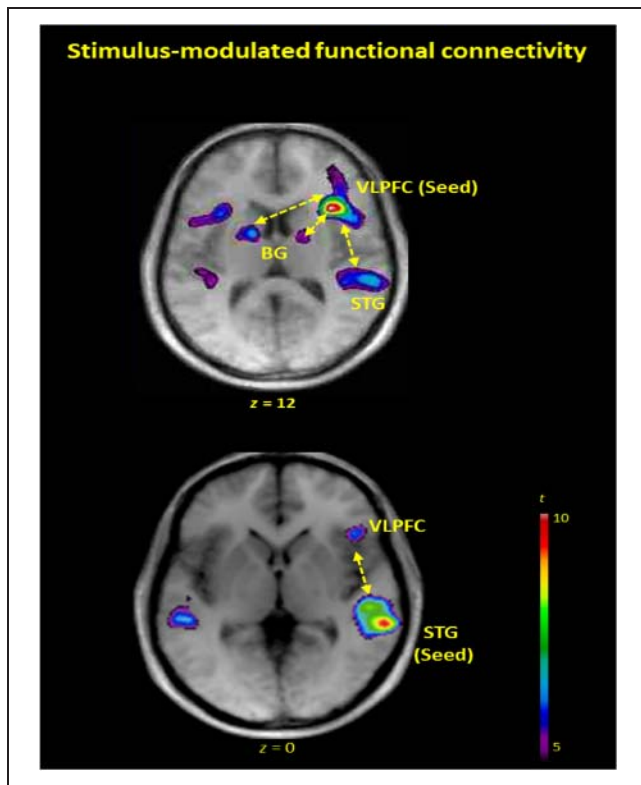 Stimulus-modulated functional connectivity
VLPFC (Seed)
BG
STG
z = 12
VLPFC
STG
(Seed)
z = 0
t
10
5